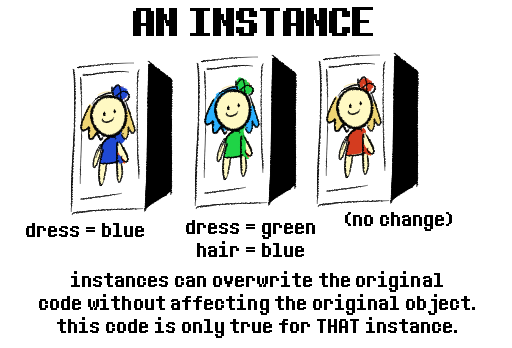 AN INSTANCE
dress = blue
dress = green
hair = blue
(no change)
instances can overwrite the original
code without affecting the original object.
this code is only true for THAT instance.